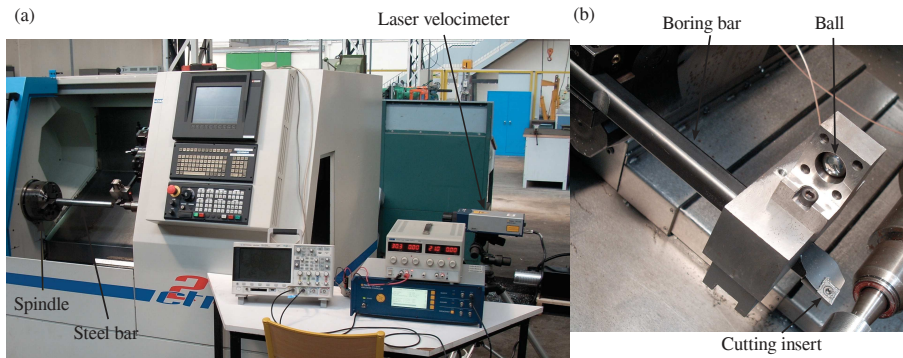 (a)
Laser velocimeter
Spindle
Steel bar
(b)
Boring bar
Ball
Cutting insert